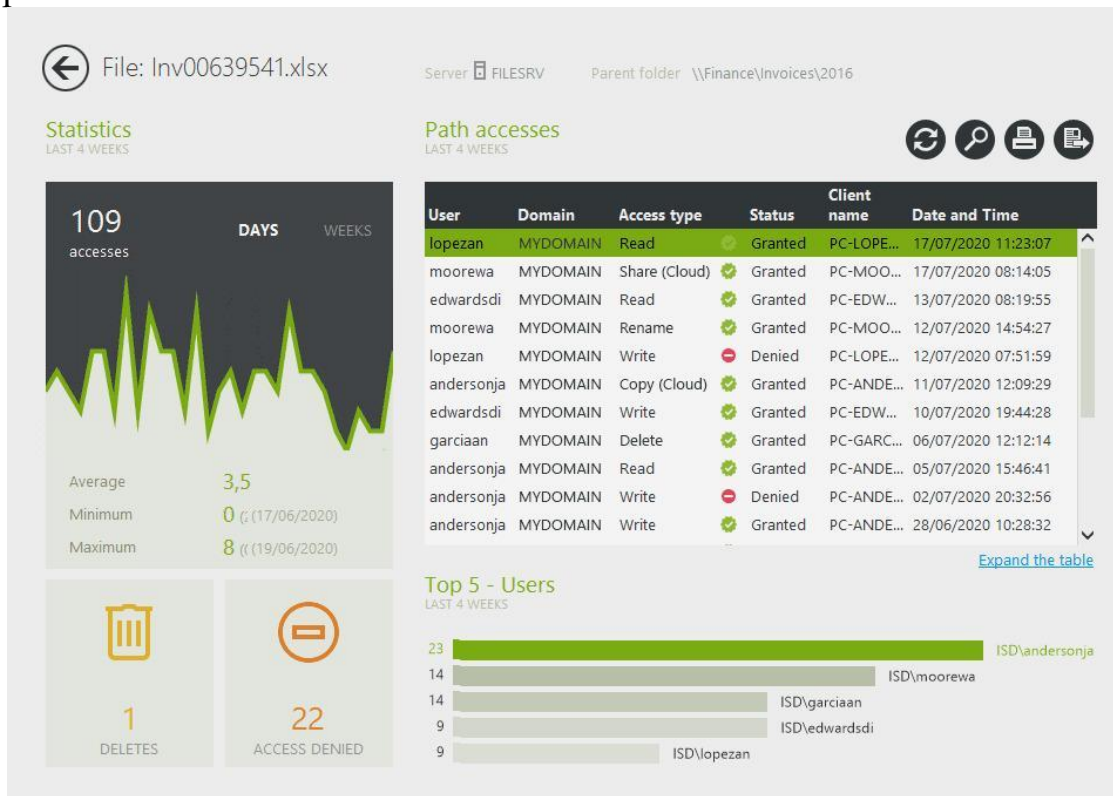 File: Inv00639541.xlsx
Server FILESRV Parent folder \\Finance\Invoices\2016
Statistics
LAST 4 WEEKS
109
accesses
DAYS WEEKS
Average 3,5
Minimum 0 (17/06/2020)
Maximum 8 (19/06/2020)
1
DELETES
22
ACCESS DENIED
Path accesses
LAST 4 WEEKS
User Domain Access type Status Client name Date and Time
lopezan MYDOMAIN Read Granted PC-LOPE... 17/07/2020 11:23:07
moorewa MYDOMAIN Share (Cloud) Granted PC-MOO... 17/07/2020 08:14:05
edwardsdi MYDOMAIN Read Granted PC-EDW... 13/07/2020 08:19:55
moorewa MYDOMAIN Rename Granted PC-MOO... 12/07/2020 14:54:27
lopezan MYDOMAIN Write Denied PC-LOPE... 12/07/2020 07:51:59
andersonja MYDOMAIN Copy (Cloud) Granted PC-ANDE... 11/07/2020 12:09:29
edwardsdi MYDOMAIN Write Granted PC-EDW... 10/07/2020 19:44:28
garciaan MYDOMAIN Delete Granted PC-GARC... 06/07/2020 12:12:14
andersonja MYDOMAIN Read Granted PC-ANDE... 05/07/2020 15:46:41
andersonja MYDOMAIN Write Denied PC-ANDE... 02/07/2020 20:32:56
andersonja MYDOMAIN Write Granted PC-ANDE... 28/06/2020 10:28:32
Expand the table
Top 5 - Users
LAST 4 WEEKS
23 ISD\andersonja
14 ISD\moorewa
14 ISD\garciaan
9 ISD\edwardsdi
9 ISD\lopezan